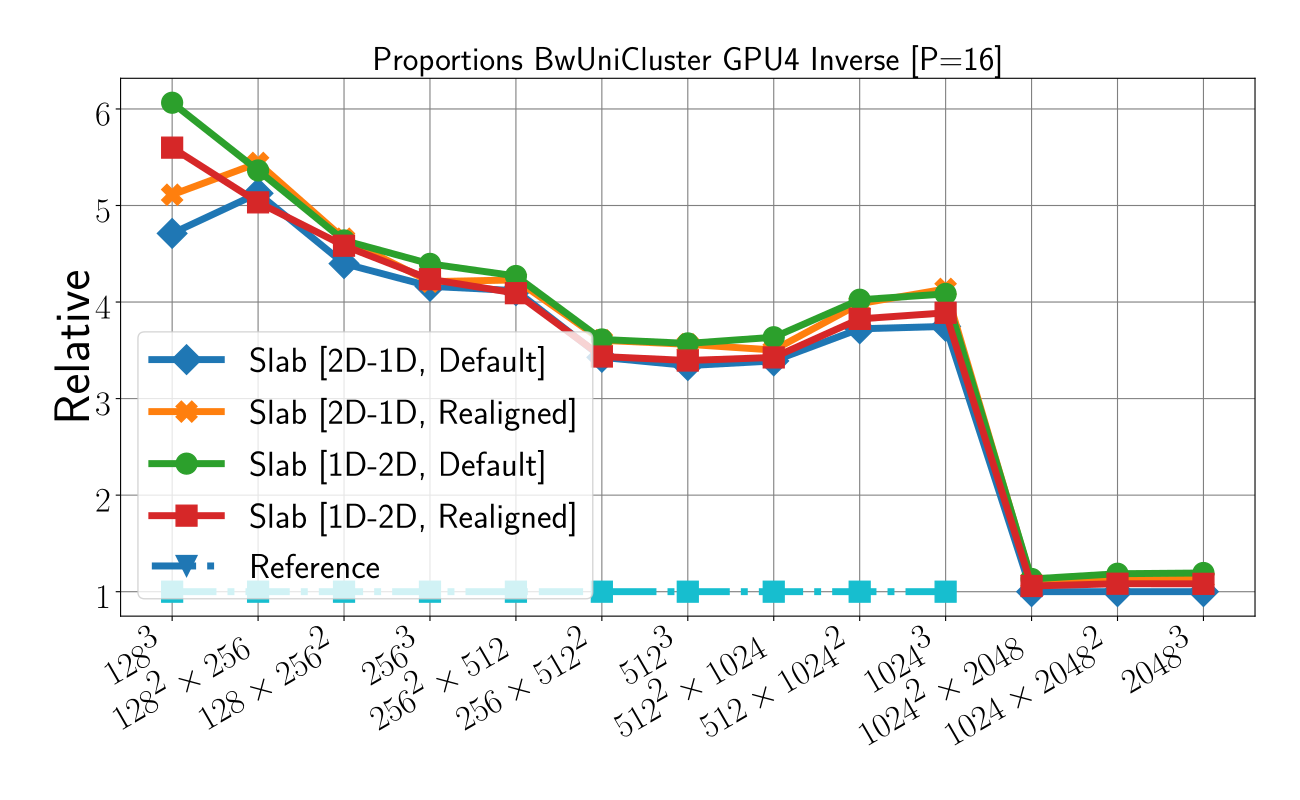 Proportions BwUniCluster GPU4 Inverse [P=16]
Relative
6
5
4
3
2
1
Slab [2D-1D, Default]
Slab [2D-1D, Realigned]
Slab [1D-2D, Default]
Slab [1D-2D, Realigned]
Reference
128³
128² × 256
128 × 256²
256³
256² × 512
256 × 512²
512³
512² × 1024
512 × 1024²
1024³
1024² × 2048
1024 × 2048²
2048³